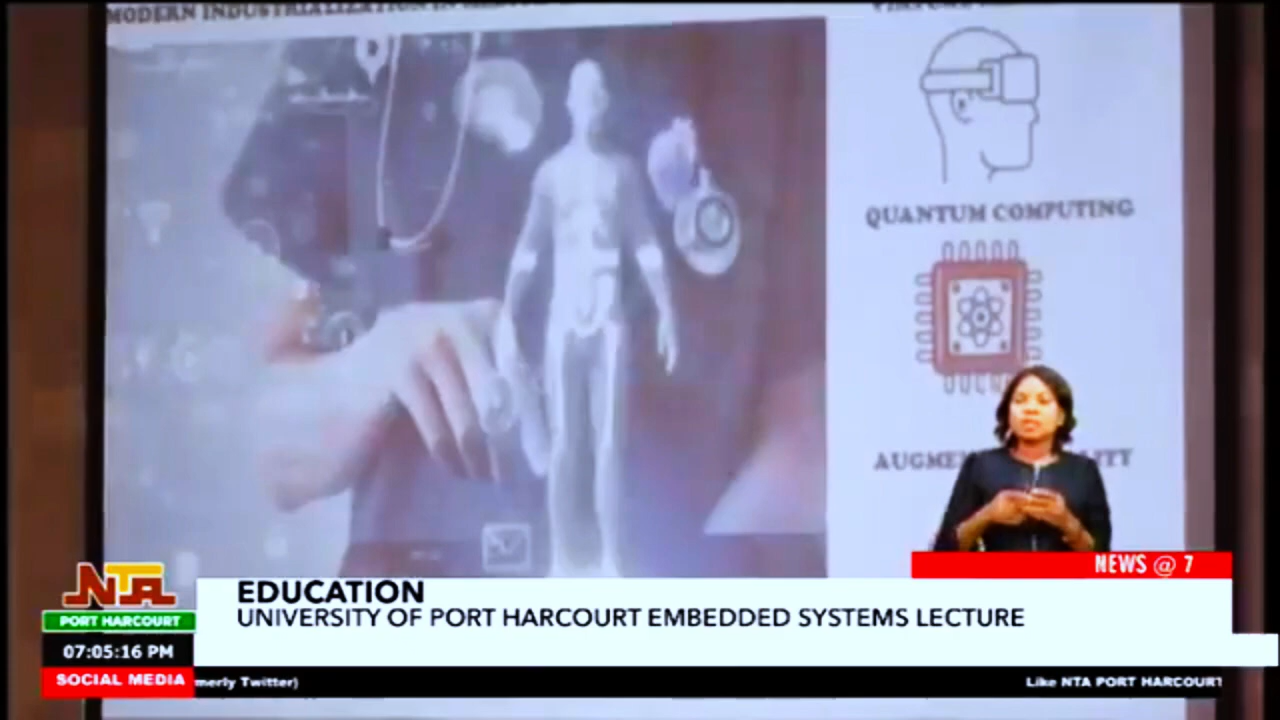 MODERN INDUSTRIALIZATION IN
QUANTUM COMPUTING
NEWS @ 7
NTA
PORT HARCOURT
07:05:16 PM
SOCIAL MEDIA
EDUCATION
UNIVERSITY OF PORT HARCOURT EMBEDDED SYSTEMS LECTURE
merly Twitter)
Like NTA PORT HARCOURT